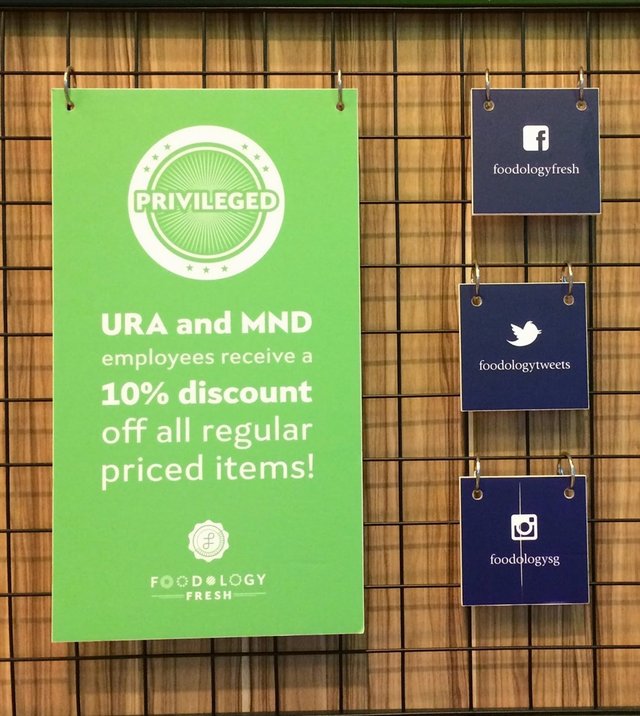 PRIVILEGED
URA and MND
employees receive a
10% discount
off all regular
priced items!
FOODOLOGY
FRESH
foodologyfresh
foodologytweets
foodologysg